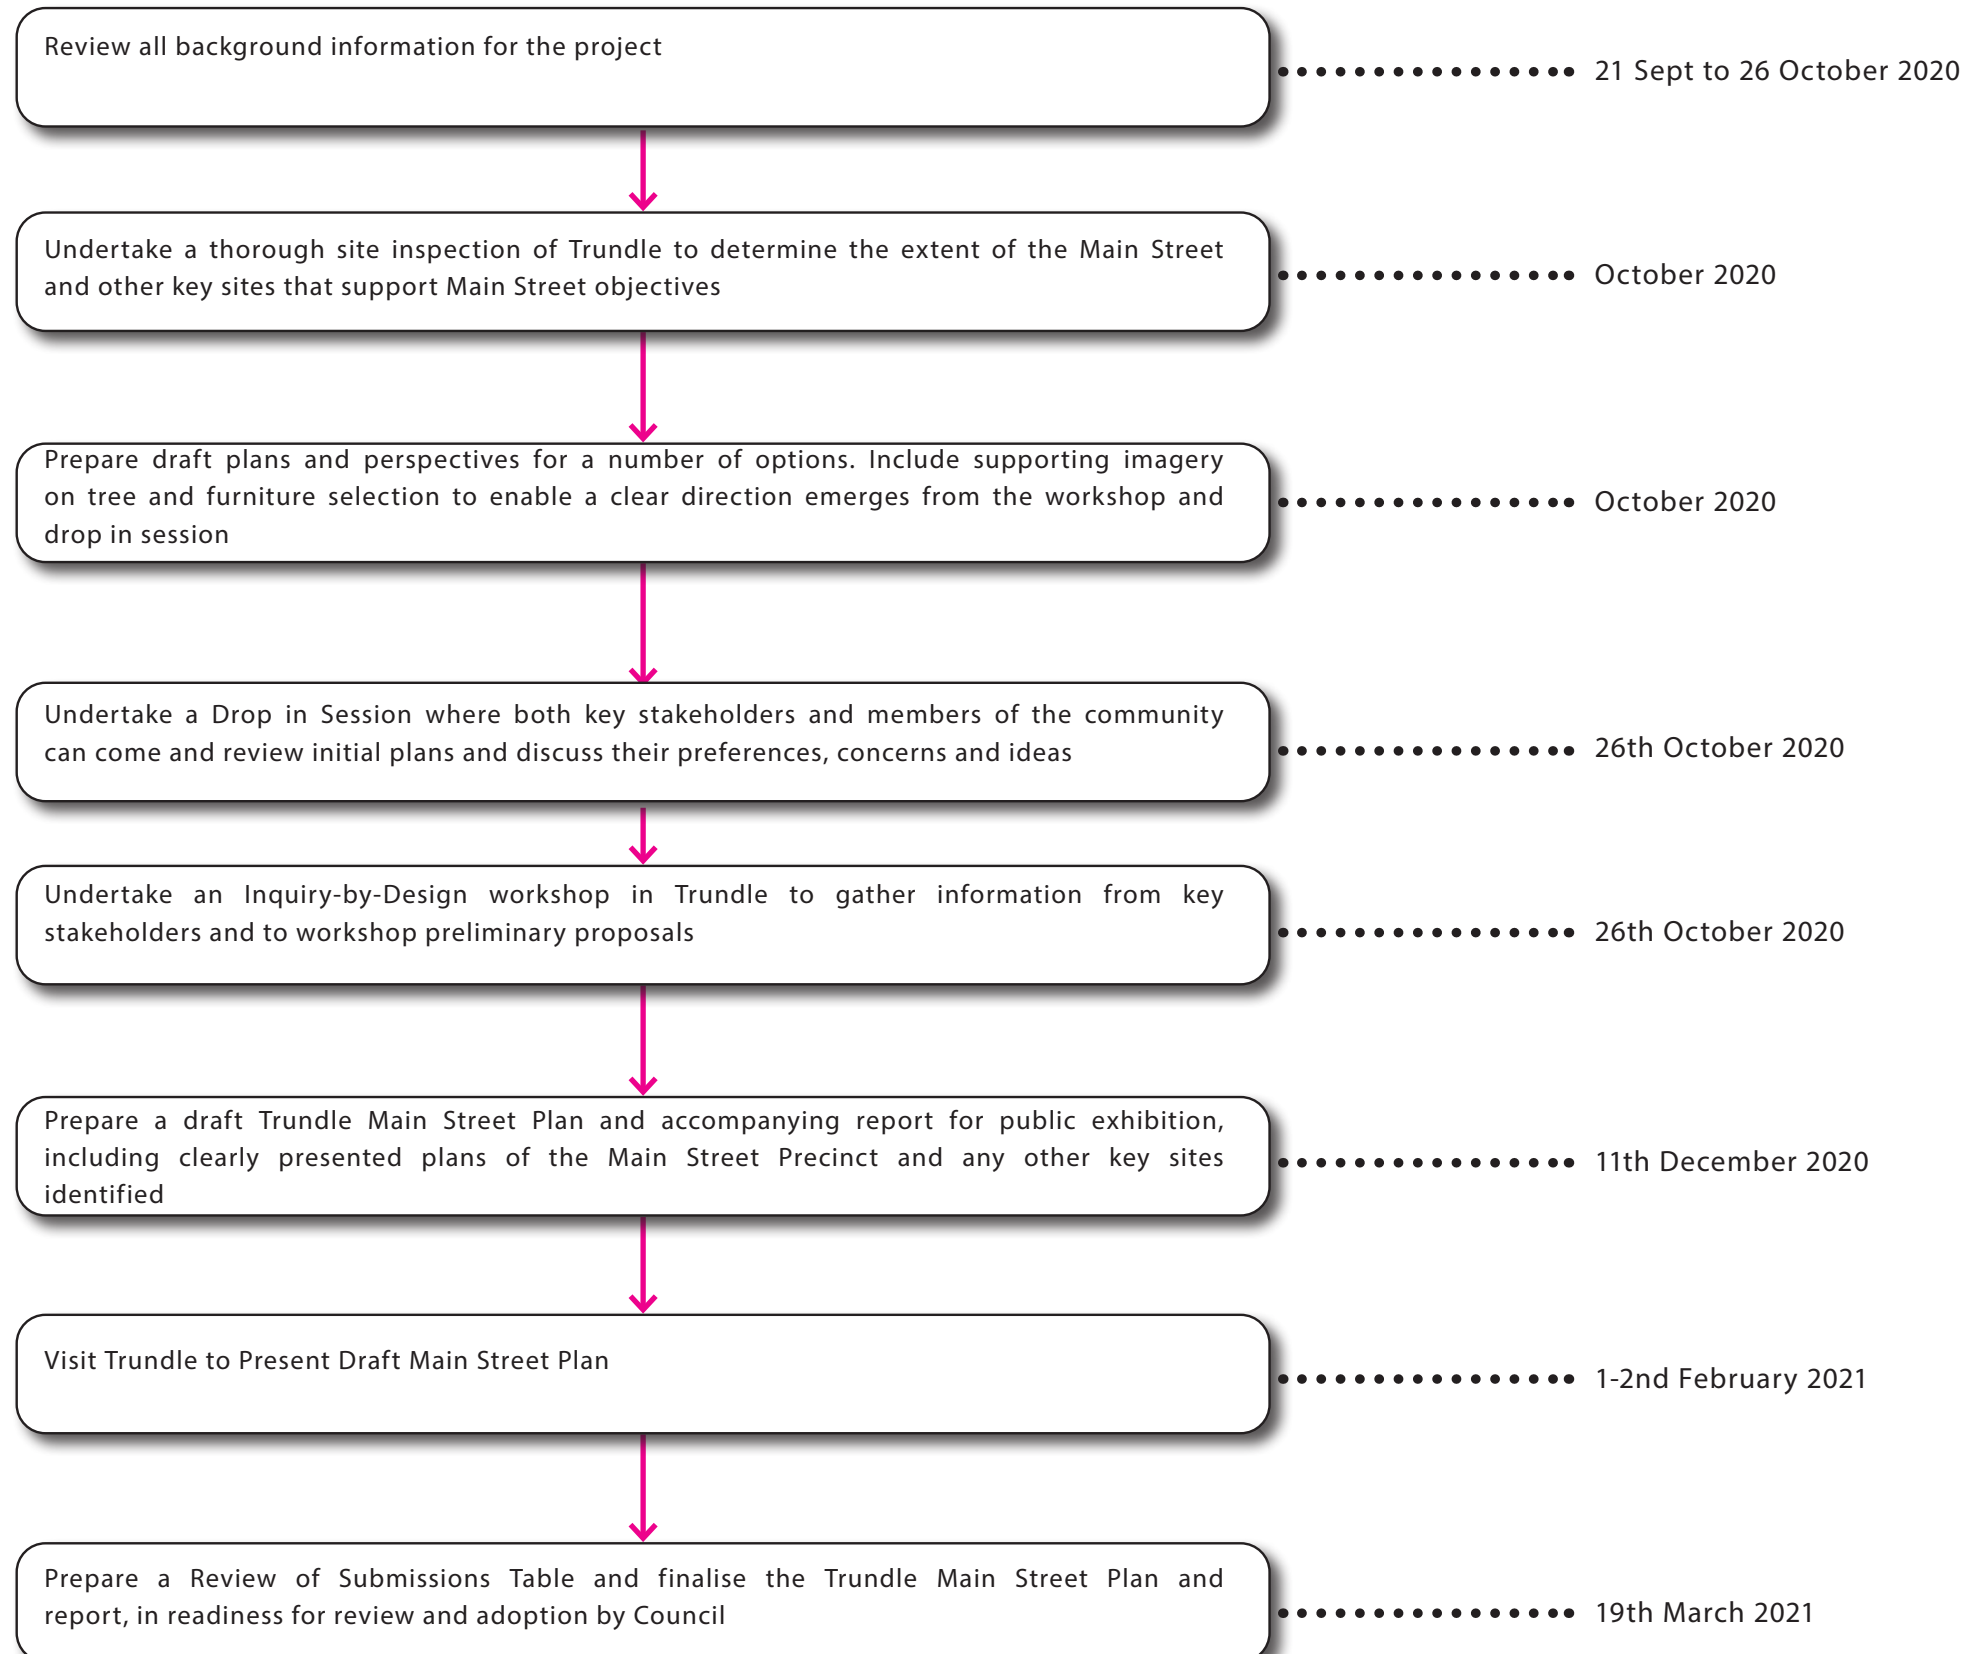 Review all background information for the project
21 Sept to 26 October 2020
Undertake a thorough site inspection of Trundle to determine the extent of the Main Street
and other key sites that support Main Street objectives
October 2020
Prepare draft plans and perspectives for a number of options. Include supporting imagery
on tree and furniture selection to enable a clear direction emerges from the workshop and
drop in session
October 2020
Undertake a Drop in Session where both key stakeholders and members of the community
can come and review initial plans and discuss their preferences, concerns and ideas
26th October 2020
Undertake an Inquiry-by-Design workshop in Trundle to gather information from key
stakeholders and to workshop preliminary proposals
26th October 2020
Prepare a draft Trundle Main Street Plan and accompanying report for public exhibition,
including clearly presented plans of the Main Street Precinct and any other key sites
identified
11th December 2020
Visit Trundle to Present Draft Main Street Plan
1-2nd February 2021
Prepare a Review of Submissions Table and finalise the Trundle Main Street Plan and
report, in readiness for review and adoption by Council
19th March 2021